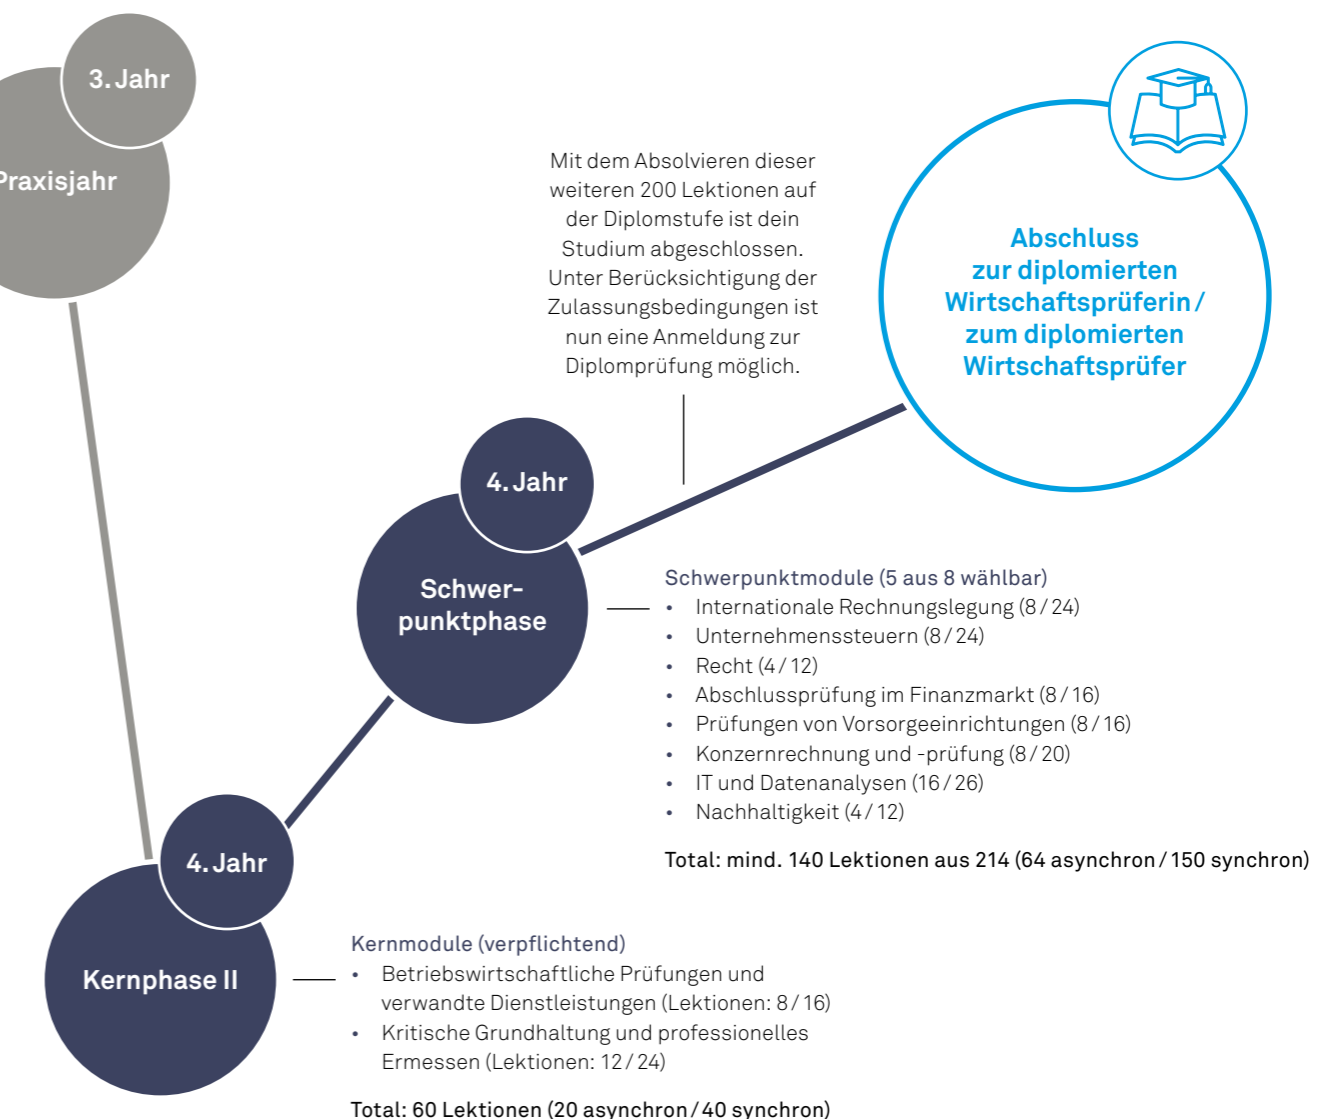 3. Jahr
Praxisjahr
Mit dem Absolvieren dieser
weiteren 200 Lektionen auf
der Diplomstufe ist dein
Studium abgeschlossen.
Unter Berücksichtigung der
Zulassungsbedingungen ist
nun eine Anmeldung zur
Diplomprüfung möglich.
Abschluss
zur diplomierten
Wirtschaftsprüferin /
zum diplomierten
Wirtschaftsprüfer
4. Jahr
Schwer-
punktphase
Schwerpunktmodule (5 aus 8 wählbar)
• Internationale Rechnungslegung (8 / 24)
• Unternehmenssteuern (8 / 24)
• Recht (4 / 12)
• Abschlussprüfung im Finanzmarkt (8 / 16)
• Prüfungen von Vorsorgeeinrichtungen (8 / 16)
• Konzernrechnung und -prüfung (8 / 20)
• IT und Datenanalysen (16 / 26)
• Nachhaltigkeit (4 / 12)
Total: mind. 140 Lektionen aus 214 (64 asynchron / 150 synchron)
4. Jahr
Kernphase II
Kernmodule (verpflichtend)
• Betriebswirtschaftliche Prüfungen und
verwandte Dienstleistungen (Lektionen: 8 / 16)
• Kritische Grundhaltung und professionelles
Ermessen (Lektionen: 12 / 24)
Total: 60 Lektionen (20 asynchron / 40 synchron)